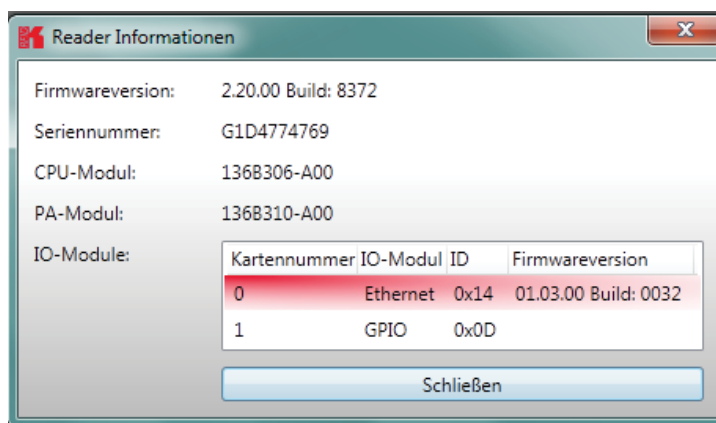 Reader Informationen
Firmwareversion: 2.20.00 Build: 8372
Seriennummer: G1D4774769
CPU-Modul: 136B306-A00
PA-Modul: 136B310-A00
IO-Module:
Kartennummer IO-Modul ID Firmwareversion
0 Ethernet 0x14 01.03.00 Build: 0032
1 GPIO 0x0D
Schließen